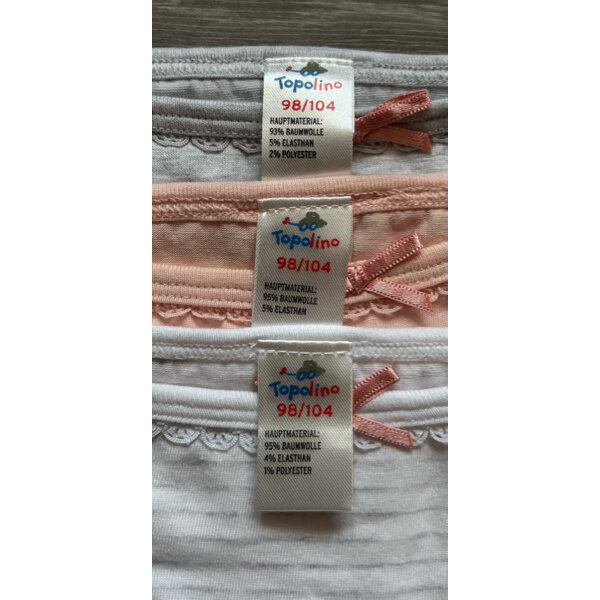 Topolino
98/104
HAUPTMATERIAL:
93% BAUMWOLLE
5% ELASTHAN
2% POLYESTER
Topolino
98/104
HAUPTMATERIAL:
95% BAUMWOLLE
5% ELASTHAN
Topolino
98/104
HAUPTMATERIAL:
95% BAUMWOLLE
4% ELASTHAN
1% POLYESTER